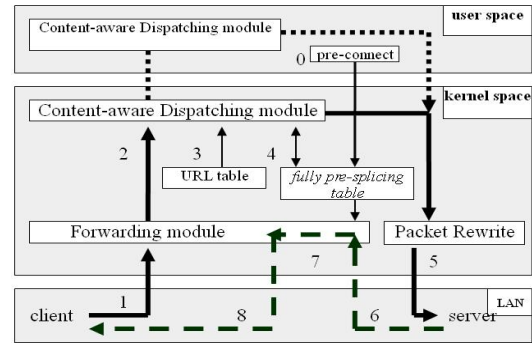 user space
Content-aware Dispatching module
0
pre-connect
kernel space
Content-aware Dispatching module
2
3
4
URL table
fully pre-splicing
table
Forwarding module
Packet Rewrite
7
5
LAN
1
8
6
client
server